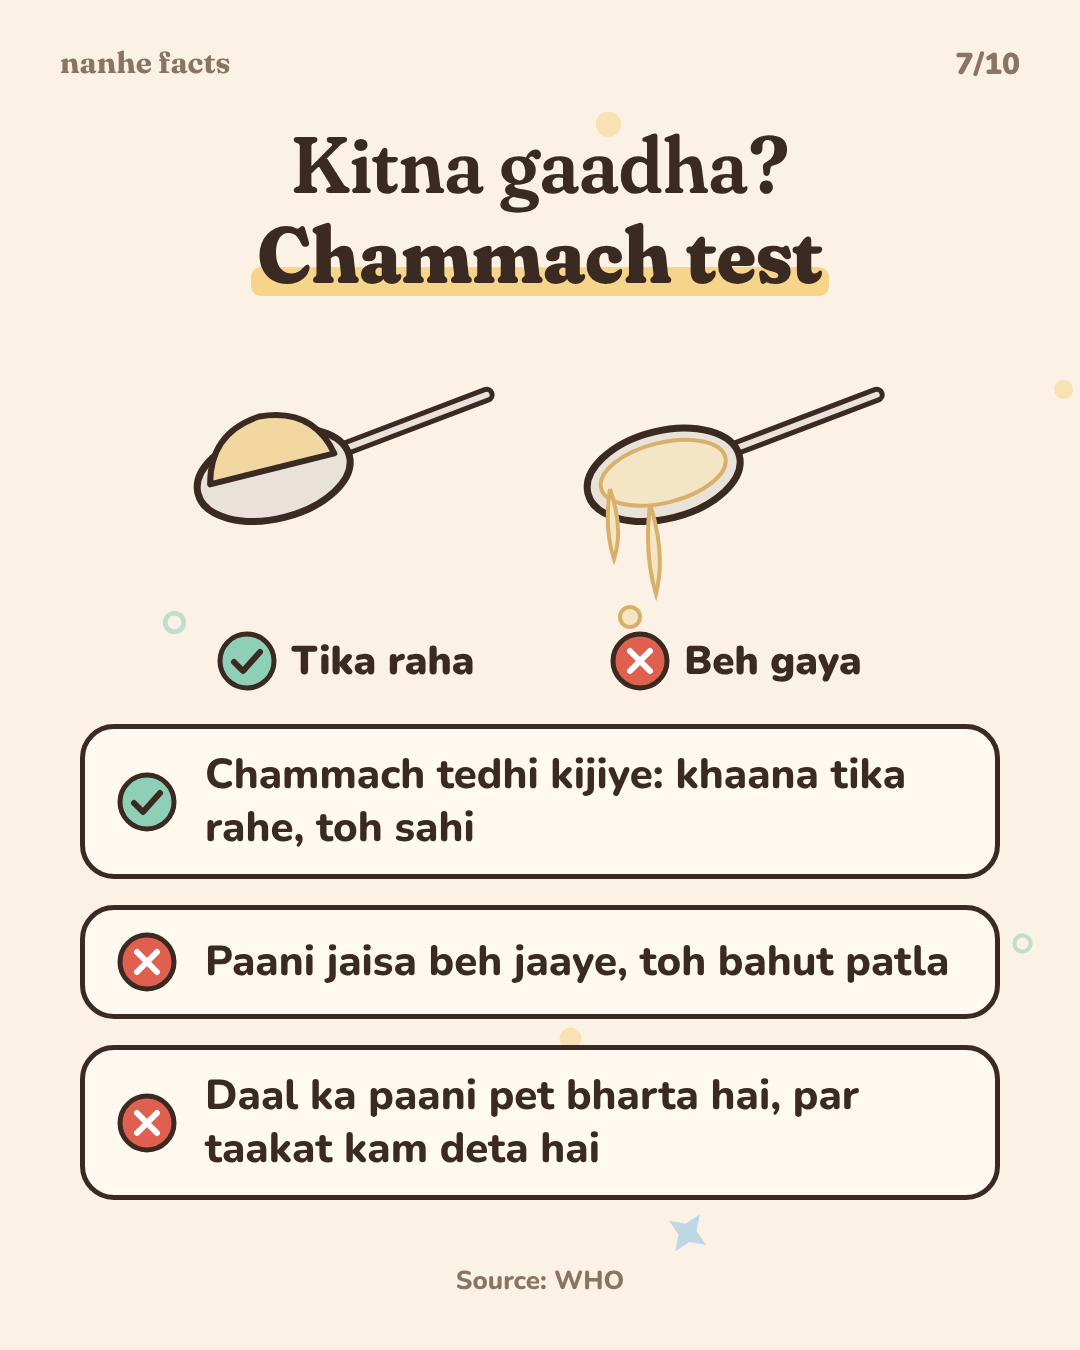 nanhe facts
7/10
Kitna gaadha?
Chammach test
Tika raha
Beh gaya
Chammach tedhi kijiye: khaana tika
rahe, toh sahi
Paani jaisa beh jaaye, toh bahut patla
Daal ka paani pet bharta hai, par
taakat kam deta hai
Source: WHO